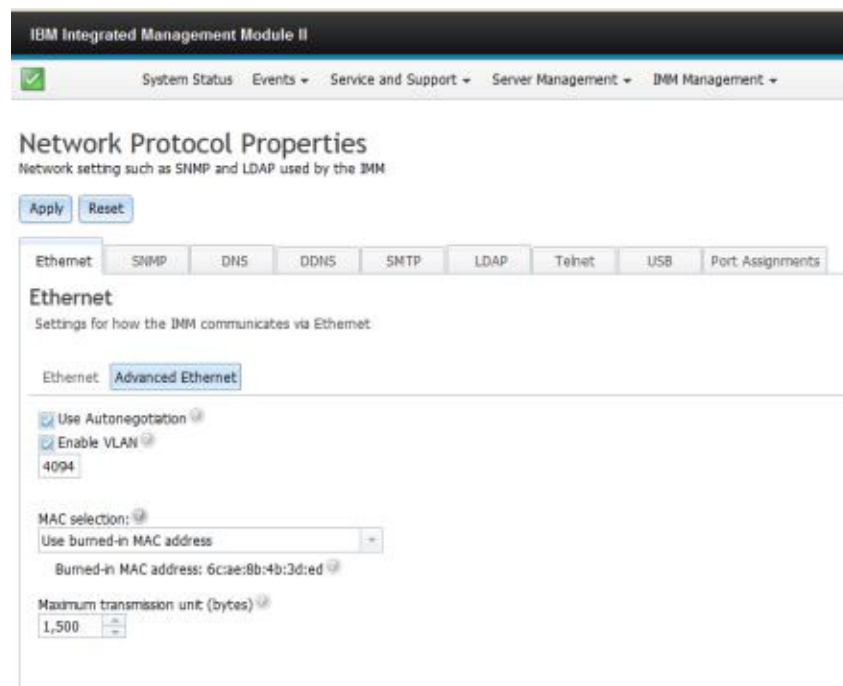 IBM Integrated Management Module II
System Status Events Service and Support Server Management IMM Management
Network Protocol Properties
Network setting such as SNMP and LDAP used by the IMM
Apply Reset
Ethernet SNMP DNS DDNS SMTP LDAP Telnet USB Port Assignments
Ethernet
Settings for how the IMM communicates via Ethernet
Ethernet Advanced Ethernet
Use Autonegotiation
Enable VLAN
4094
MAC selection:
Use burned-in MAC address
Burned-in MAC address: 6c:ae:8b:4b:3d:ed
Maximum transmission unit (bytes)
1,500